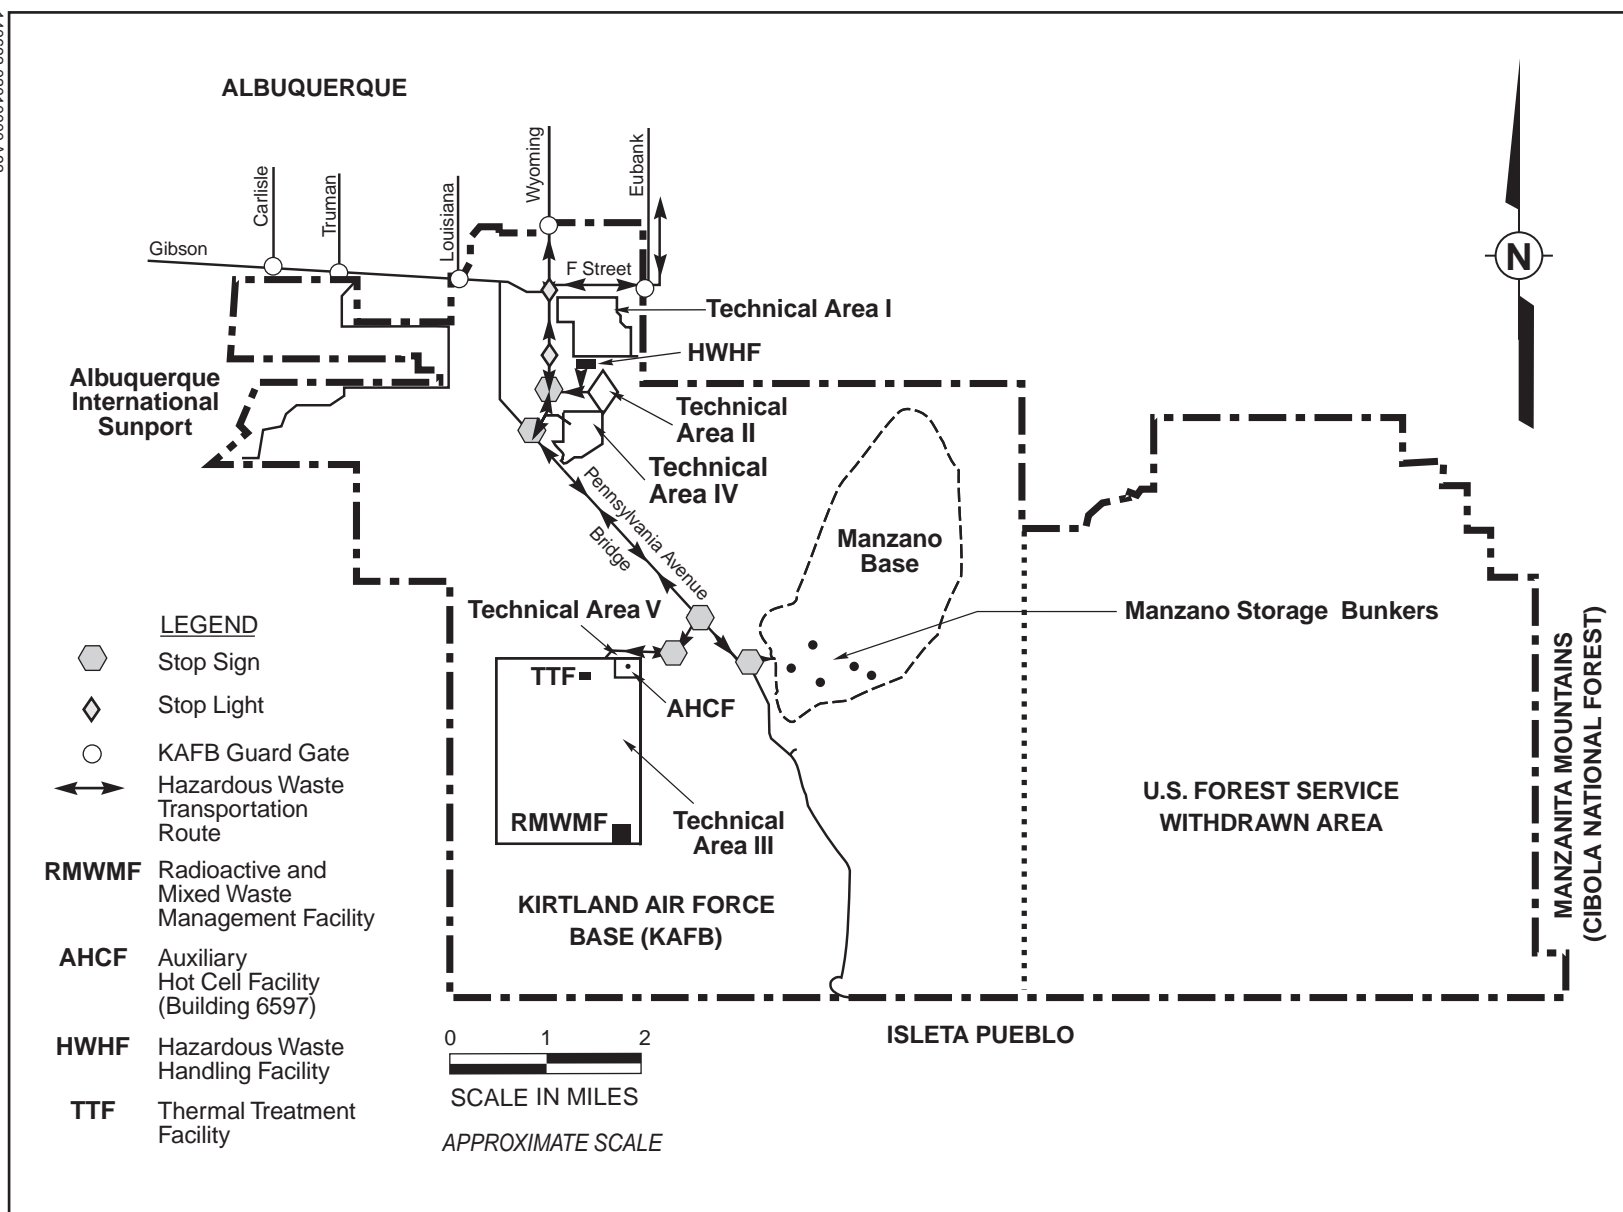 ALBUQUERQUE
Carlisle
Truman
Louisiana
Wyoming
Eubank
Gibson
F Street
Technical Area I
HWHF
Albuquerque
International
Sunport
Technical
Area II
Technical
Area IV
Pennsylvania Avenue
Bridge
N
Manzano
Base
Technical Area V
Manzano Storage Bunkers
TTF
AHCF
RMWMF
Technical
Area III
U.S. FOREST SERVICE
WITHDRAWN AREA
MANZANITA MOUNTAINS
(CIBOLA NATIONAL FOREST)
KIRTLAND AIR FORCE
BASE (KAFB)
ISLETA PUEBLO
LEGEND
Stop Sign
Stop Light
KAFB Guard Gate
Hazardous Waste
Transportation
Route
RMWMF Radioactive and
Mixed Waste
Management Facility
AHCF Auxiliary
Hot Cell Facility
(Building 6597)
HWHF Hazardous Waste
Handling Facility
TTF Thermal Treatment
Facility
0 1 2
SCALE IN MILES
APPROXIMATE SCALE